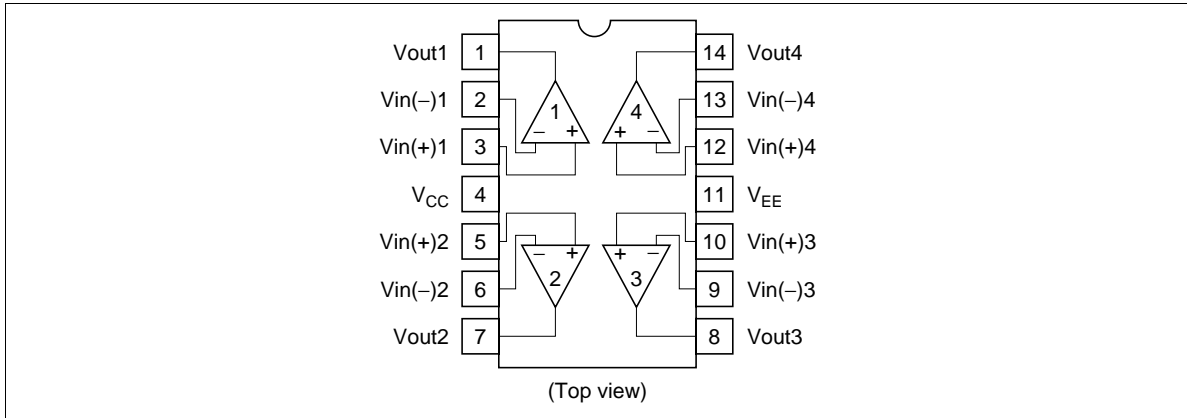 Vout1 1 14 Vout4
Vin(−)1 2 1 4 13 Vin(−)4
− + + −
Vin(+)1 3 12 Vin(+)4
VCC 4 11 VEE
Vin(+)2 5 10 Vin(+)3
− + + −
Vin(−)2 6 2 3 9 Vin(−)3
Vout2 7 8 Vout3
(Top view)